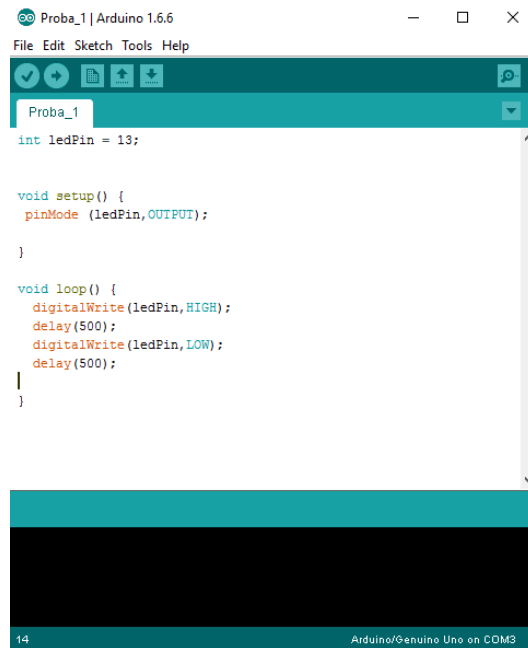 Proba_1 | Arduino 1.6.6
File Edit Sketch Tools Help
Proba_1
int ledPin = 13;
void setup() {
 pinMode (ledPin,OUTPUT);
}
void loop() {
  digitalWrite(ledPin,HIGH);
  delay(500);
  digitalWrite(ledPin,LOW);
  delay(500);
}
14 Arduino/Genuino Uno on COM3